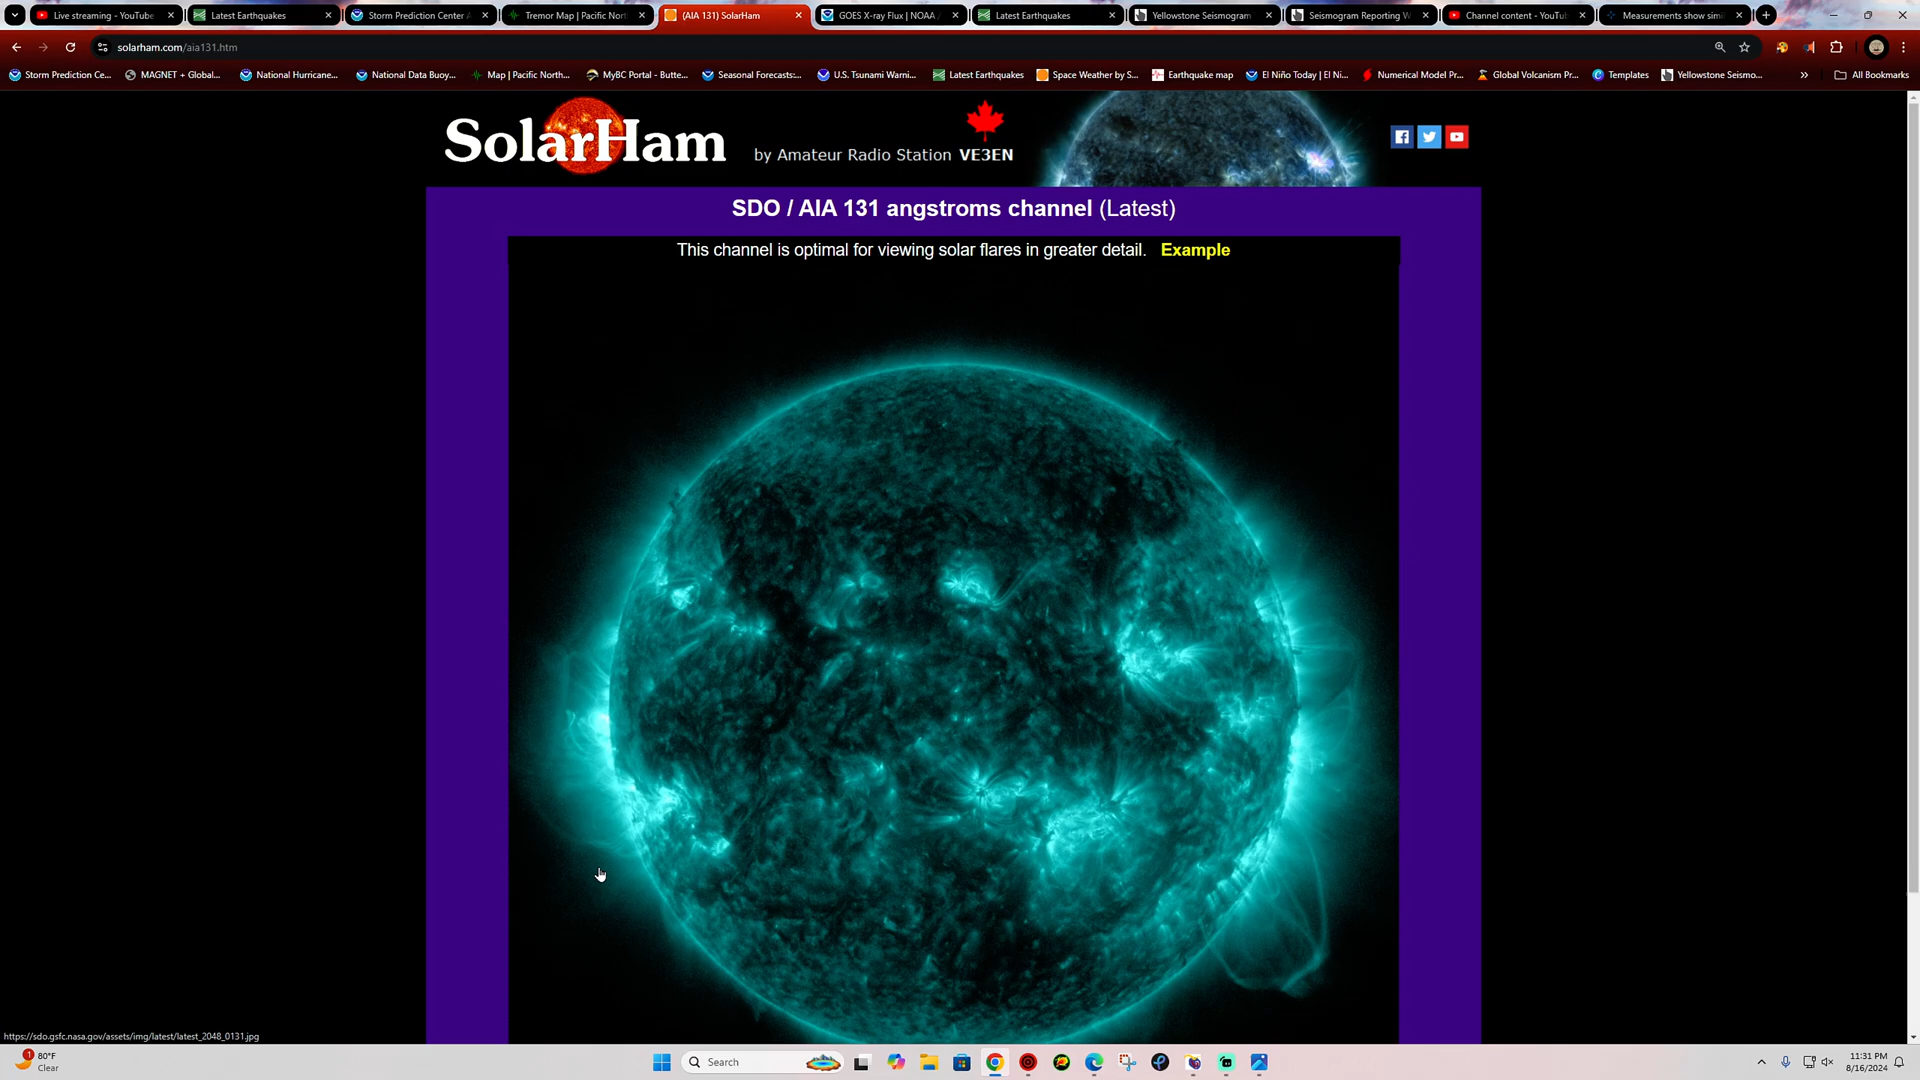 Live streaming - YouTube
Latest Earthquakes
Storm Prediction Center
Tremor Map | Pacific Nort
(AIA 131) SolarHam
GOES X-ray Flux | NOAA
Latest Earthquakes
Yellowstone Seismogram
Seismogram Reporting W
Channel content - YouTu
Measurements show simi
solarham.com/aia131.htm
Storm Prediction Ce...
MAGNET + Global...
National Hurricane...
National Data Buoy...
Map | Pacific North...
MyBC Portal - Butte...
Seasonal Forecasts:...
U.S. Tsunami Warni...
Latest Earthquakes
Space Weather by S...
Earthquake map
El Niño Today | El Ni...
Numerical Model Pr...
Global Volcanism Pr...
Templates
Yellowstone Seismo...
All Bookmarks
SolarHam
by Amateur Radio Station VE3EN
SDO / AIA 131 angstroms channel (Latest)
This channel is optimal for viewing solar flares in greater detail. Example
https://sdo.gsfc.nasa.gov/assets/img/latest/latest_2048_0131.jpg
1
80°F
Clear
Search
11:31 PM
8/16/2024